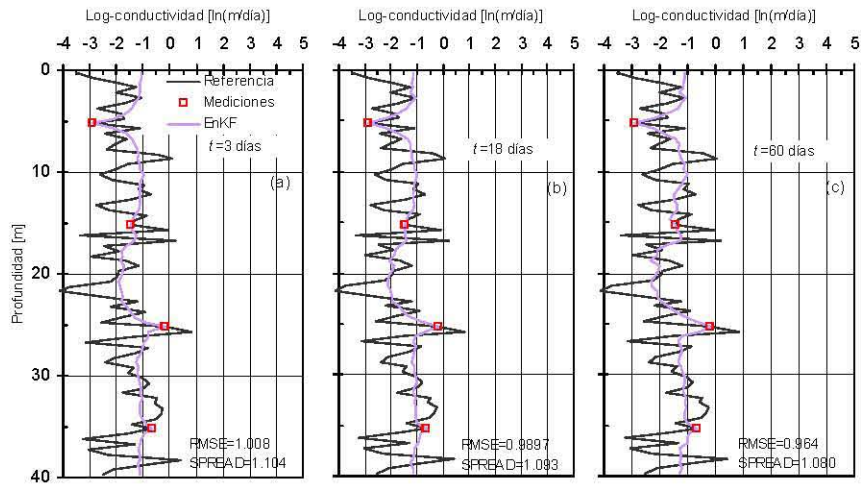 Log-conductividad [ln(m/día)] Log-conductividad [ln(m/día)] Log-conductividad [ln(m/día)]
-4 -3 -2 -1 0 1 2 3 4 5 -4 -3 -2 -1 0 1 2 3 4 5 -4 -3 -2 -1 0 1 2 3 4 5
0
Referencia
Mediciones
EnKF
t=3 días t=18 días t=60 días
10
(a) (b) (c)
Profundidad [m]
20
30
RMSE=1.008 RMSE=0.9897 RMSE=0.964
SPREAD=1.104 SPREAD=1.093 SPREAD=1.080
40